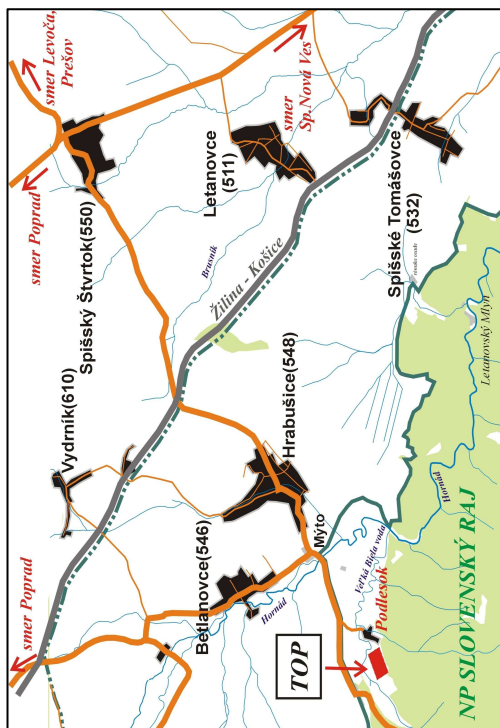 smer Poprad
smer Poprad
smer Levoča,
Prešov
Vydrník(610)
Spišský Štvrtok(550)
Betlanovce(546)
Brusník
Letanovce
(511)
Žilina - Košice
Hornád
Hrabušice(548)
smer
Sp.Nová Ves
TOP
Mýto
Veľká Biela voda
Podlesok
Spišské Tomášovce
(532)
Hornád
NP SLOVENSKÝ RAJ
Letanovský Mlyn